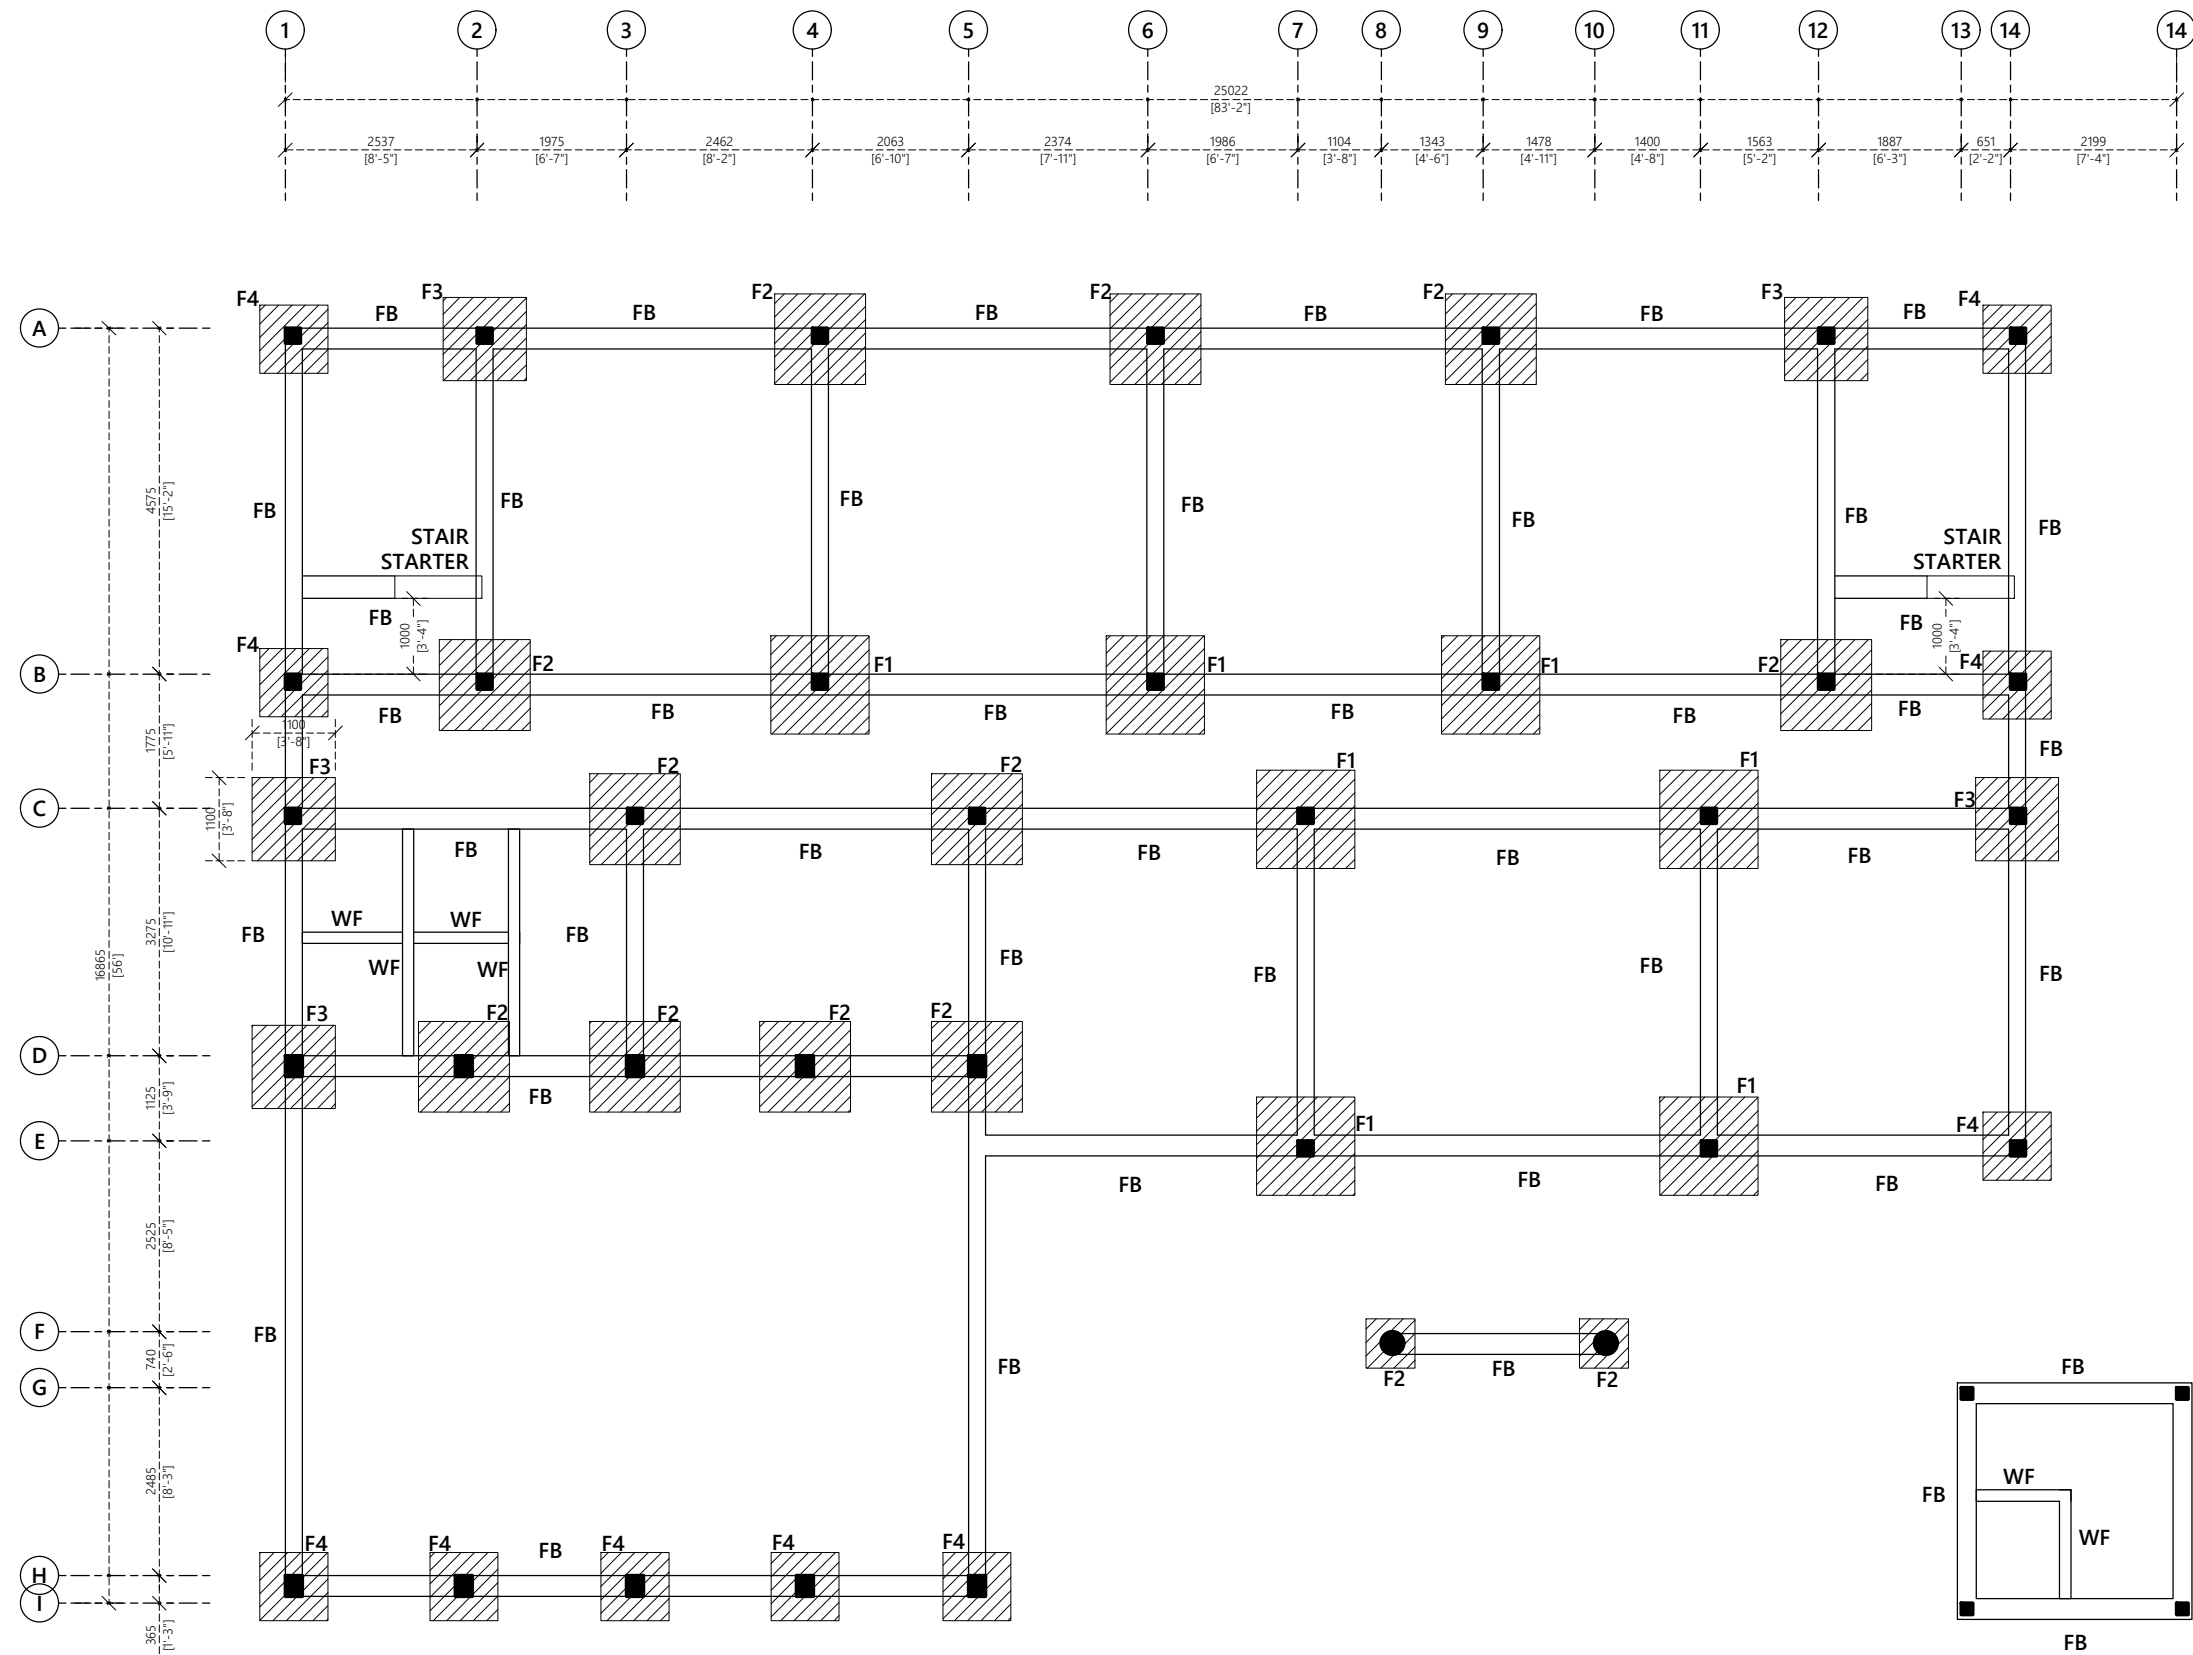 1 2 3 4 5 6 7 8 9 10 11 12 13 14 14
25022
[83'-2"]
2537 1975 2462 2063 2374 1986 1104 1343 1478 1400 1563 1887 651 2199
[8'-5"] [6'-7"] [8'-2"] [6'-10"] [7'-11"] [6'-7"] [3'-8"] [4'-6"] [4'-11"] [4'-8"] [5'-2"] [6'-3"] [2'-2"] [7'-4"]
F4 F3 F2 F2 F2 F3 F4
FB FB FB FB FB FB
A
4575
[15'-2"]
FB FB FB FB FB FB FB
STAIR STAIR
STARTER STARTER
FB FB
1000 1000
[3'-4"] [3'-4"]
F4 F2 F1 F1 F1 F2 F4
B
FB FB FB FB FB FB
1775
[5'-11"]
1100
[3'-8"]
FB
F3 F2 F2 F1 F1 F3
C
1100
[3'-8"]
FB FB FB FB FB
WF WF
FB FB FB FB FB FB
WF WF
3275
[10'-11"]
16865
[56']
F3 F2 F2 F2 F2
D
FB
1125
[3'-9"]
F1 F1 F4
E
FB FB FB
2525
[8'-5"]
F
FB FB
740
[2'-6"]
F2 FB F2
G
FB
2485
[8'-3"]
WF
FB
WF
F4 F4 FB F4 F4 F4
H
I
365
[1'-3"]
FB